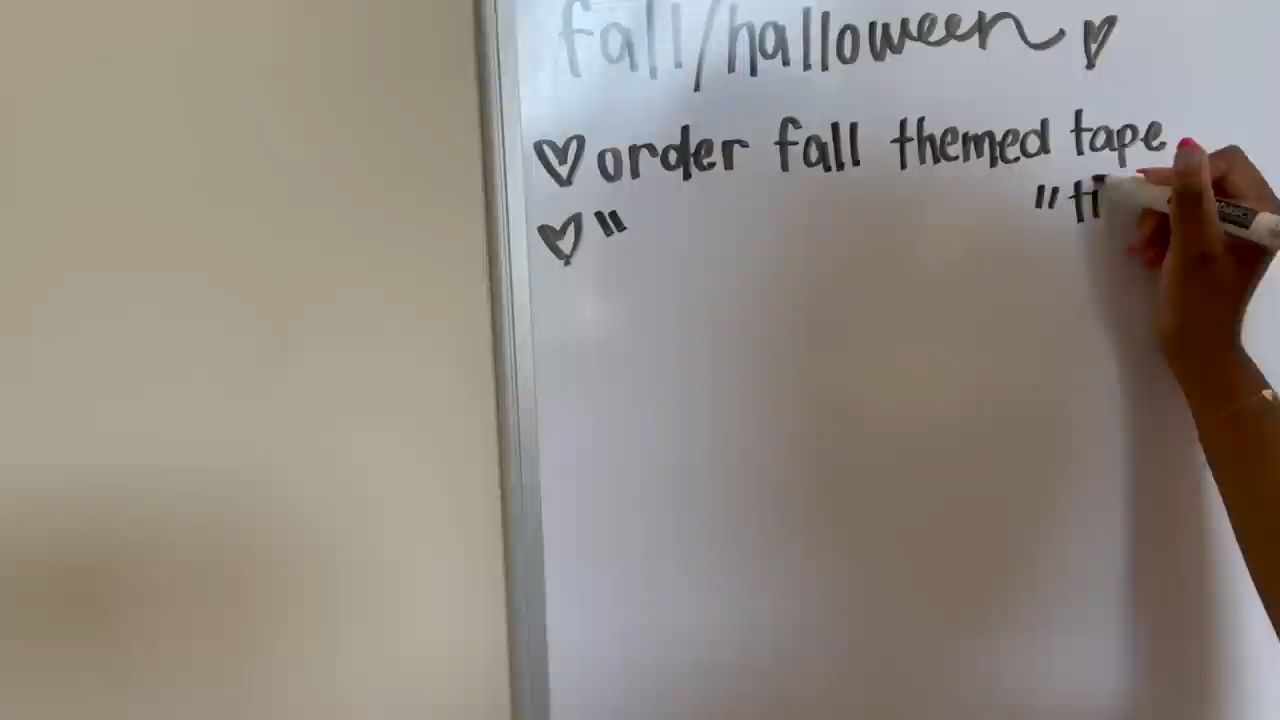 fall/halloween ♡
♡ order fall themed tape
♡ "                    "